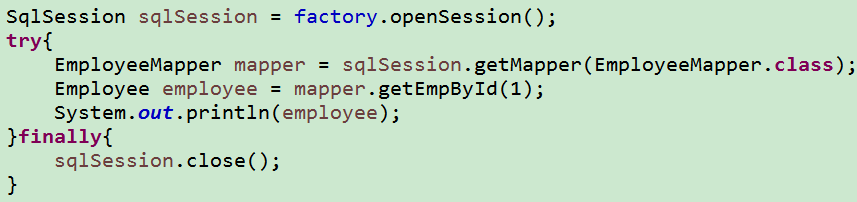 SqlSession sqlSession = factory.openSession();
try{
    EmployeeMapper mapper = sqlSession.getMapper(EmployeeMapper.class);
    Employee employee = mapper.getEmpById(1);
    System.out.println(employee);
}finally{
    sqlSession.close();
}